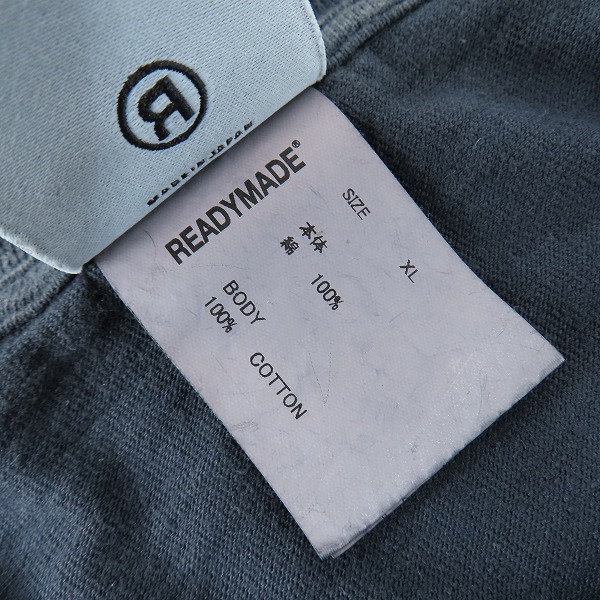 R
MADE IN JAPAN
READYMADE®
SIZE XL
本体
綿 100%
BODY
100% COTTON